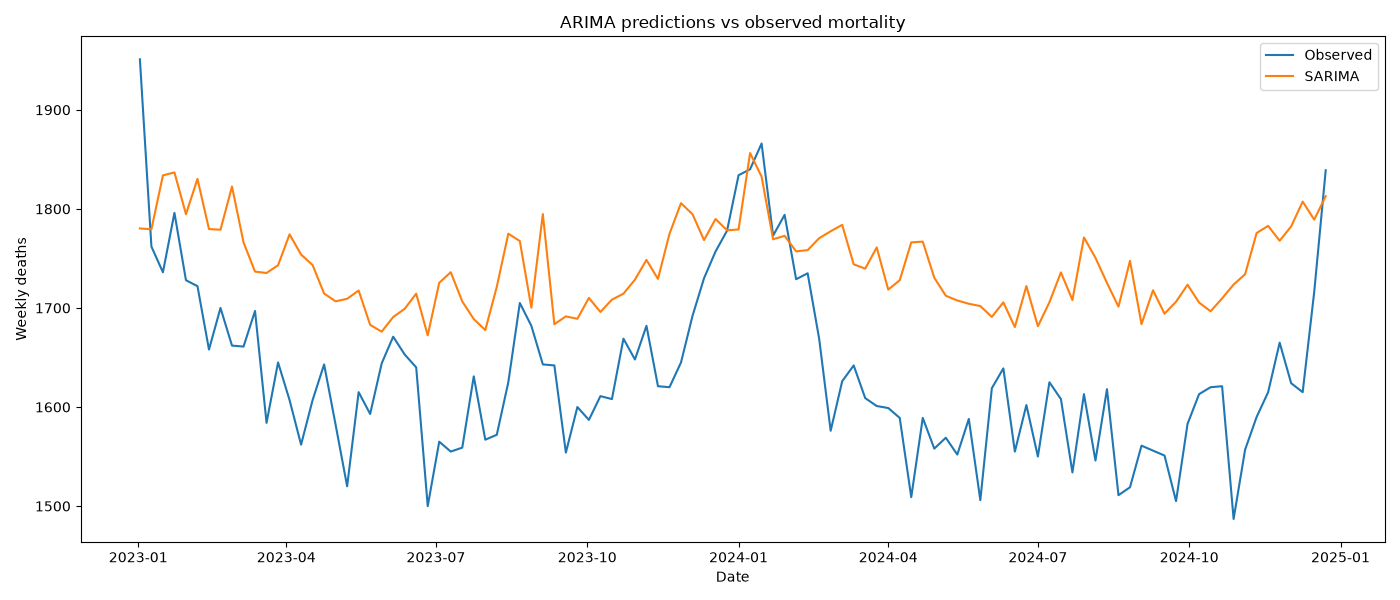 ARIMA predictions vs observed mortality
Observed
SARIMA
Weekly deaths
1900
1800
1700
1600
1500
2023-01 2023-04 2023-07 2023-10 2024-01 2024-04 2024-07 2024-10 2025-01
Date